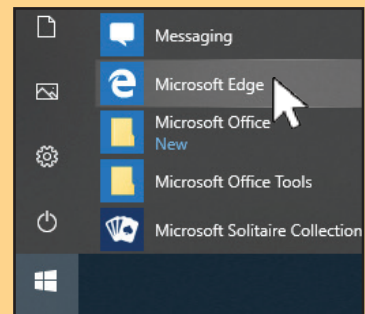 Messaging
Microsoft Edge
Microsoft Office
New
Microsoft Office Tools
Microsoft Solitaire Collection